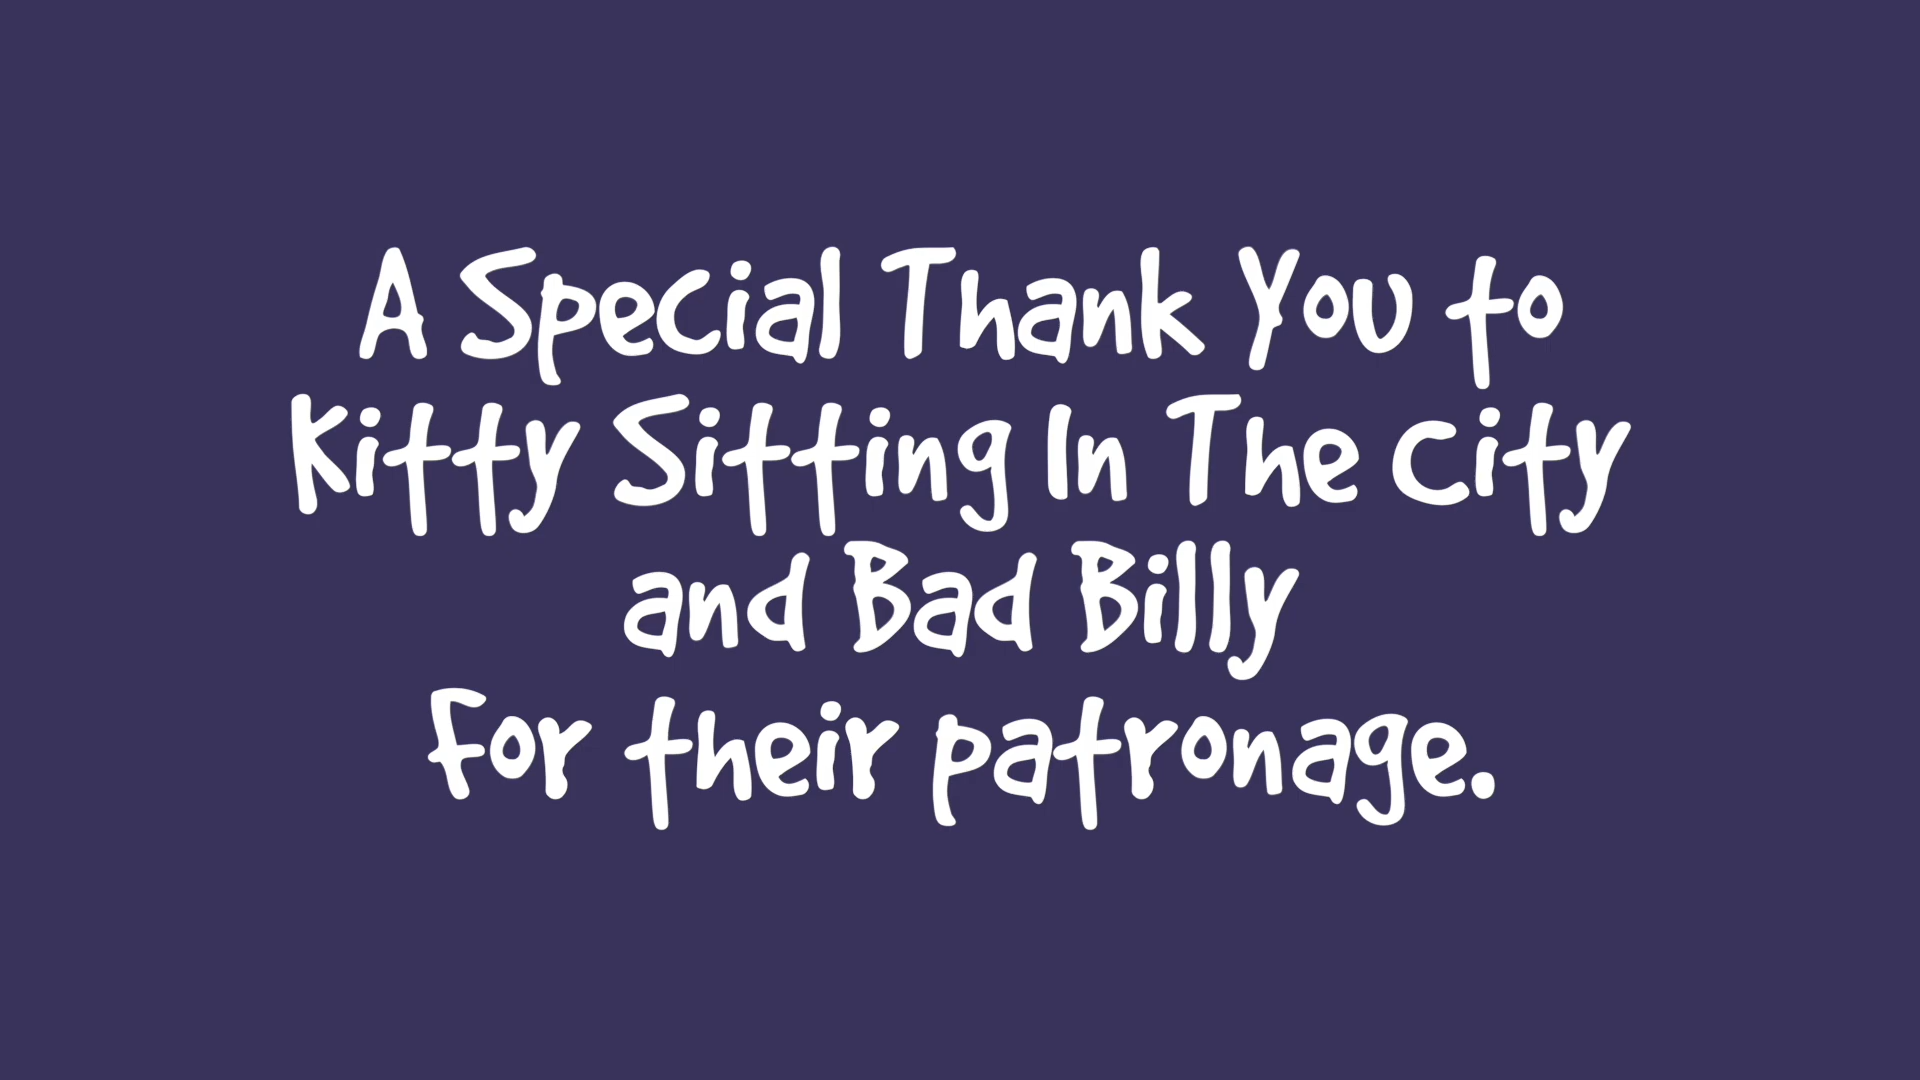 A Special Thank You to
Kitty Sitting In The City
and Bad Billy
for their patronage.